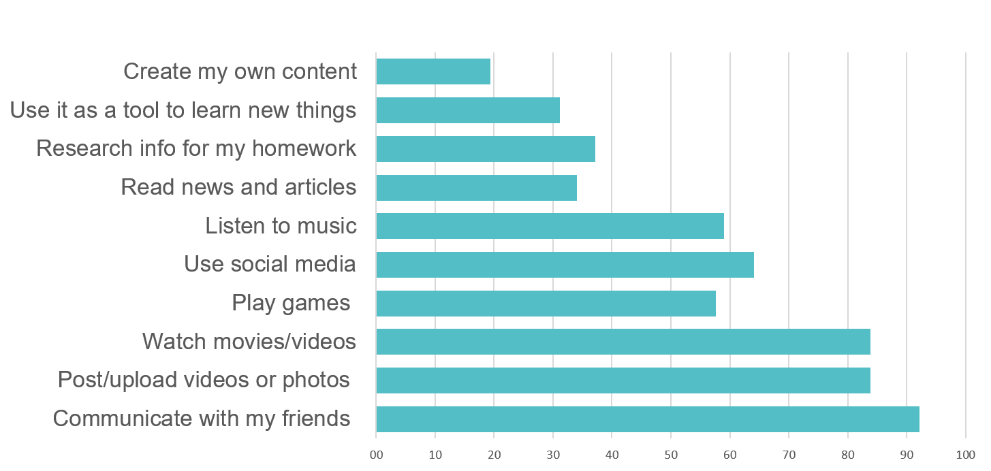 Create my own content
Use it as a tool to learn new things
Research info for my homework
Read news and articles
Listen to music
Use social media
Play games
Watch movies/videos
Post/upload videos or photos
Communicate with my friends
00 10 20 30 40 50 60 70 80 90 100